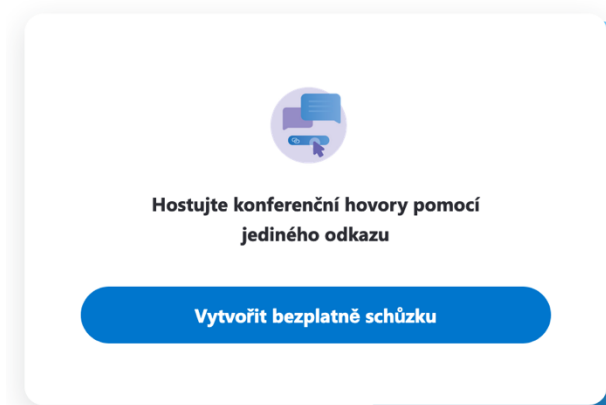 Hostujte konferenční hovory pomocí
jediného odkazu
Vytvořit bezplatně schůzku